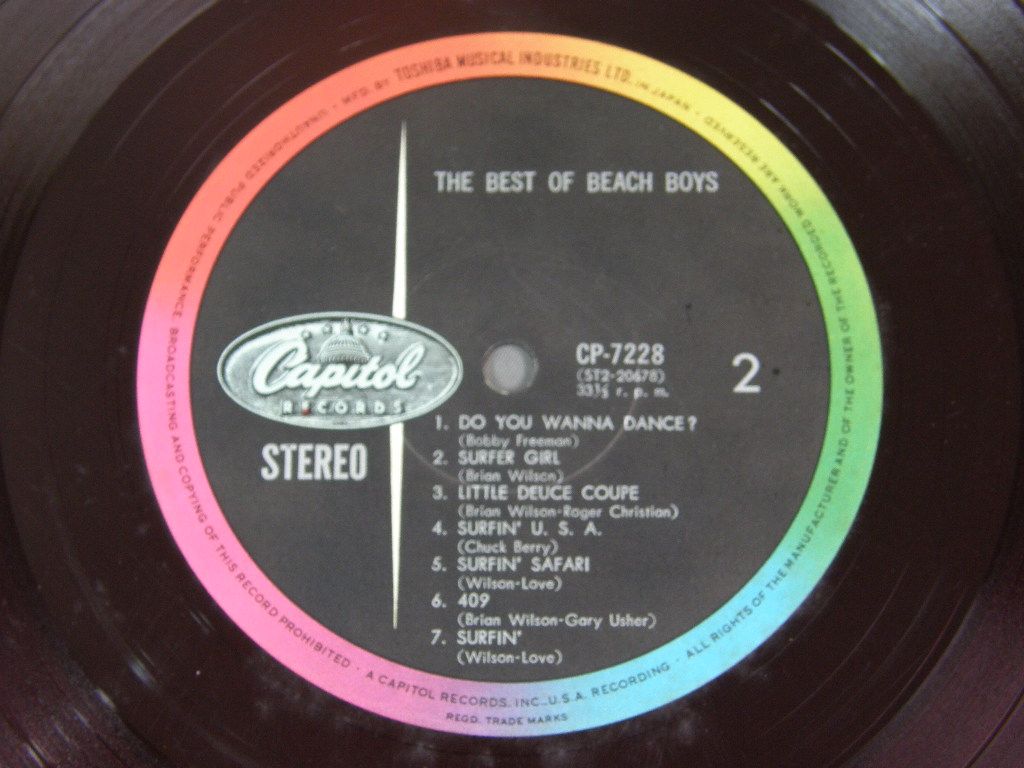 MFD. BY TOSHIBA MUSICAL INDUSTRIES LTD. IN JAPAN · ALL RIGHTS OF THE MANUFACTURER AND OF THE OWNER OF THE RECORDED WORK ARE RESERVED
UNAUTHORIZED PUBLIC PERFORMANCE BROADCASTING AND COPYING OF THIS RECORD PROHIBITED · A CAPITOL RECORDS, INC., U.S.A. RECORDING ·
REGD. TRADE MARKS
THE BEST OF BEACH BOYS
Capitol
RECORDS
STEREO
CP-7228
(ST2-20678)
33⅓ r. p. m.
2
1. DO YOU WANNA DANCE?
(Bobby Freeman)
2. SURFER GIRL
(Brian Wilson)
3. LITTLE DEUCE COUPE
(Brian Wilson-Roger Christian)
4. SURFIN' U. S. A.
(Chuck Berry)
5. SURFIN' SAFARI
(Wilson-Love)
6. 409
(Brian Wilson-Gary Usher)
7. SURFIN'
(Wilson-Love)